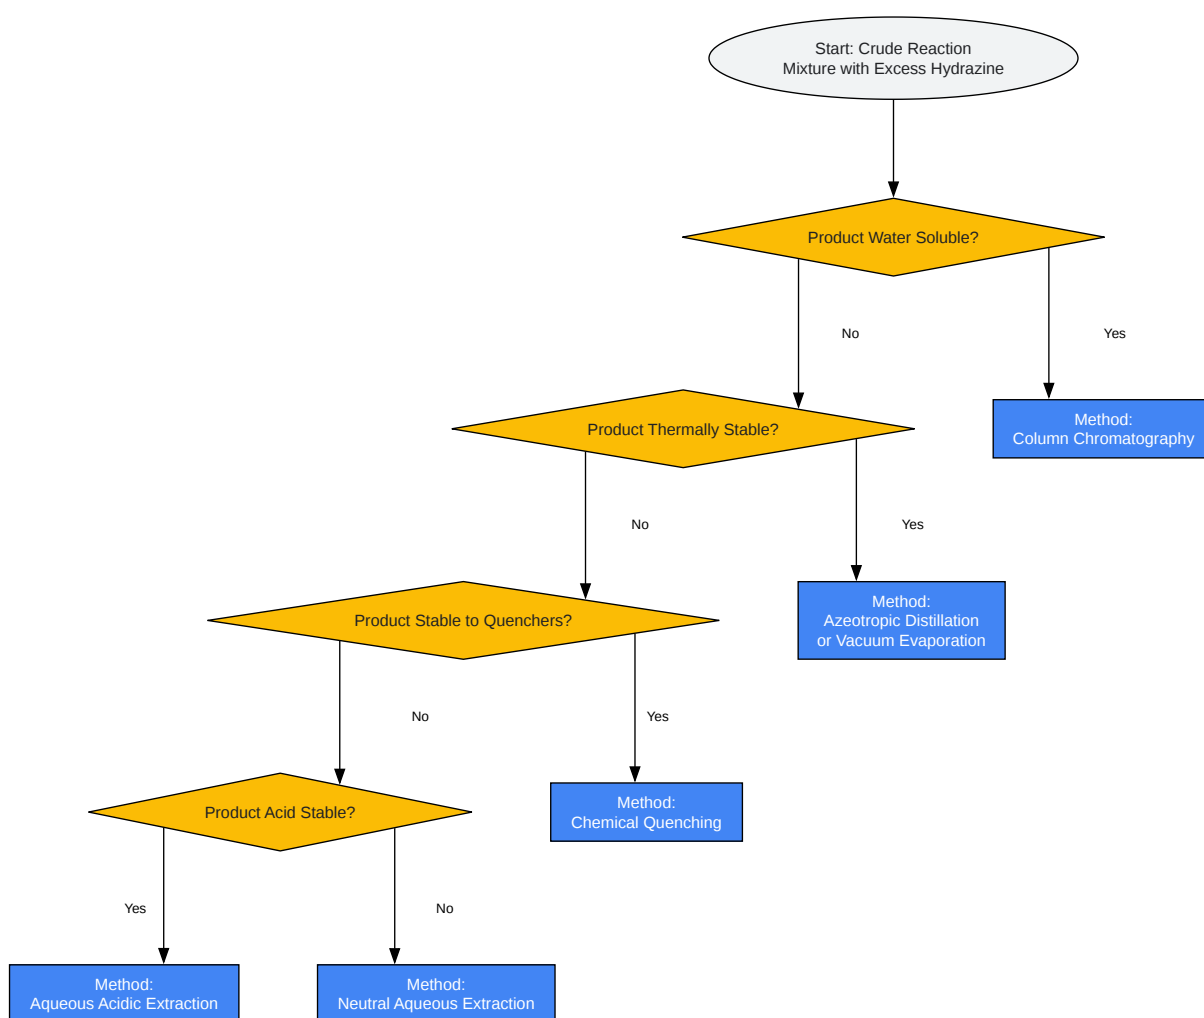 Start: Crude Reaction
Mixture with Excess Hydrazine
Product Water Soluble?
No
Yes
Product Thermally Stable?
Method:
Column Chromatography
No
Yes
Product Stable to Quenchers?
Method:
Azeotropic Distillation
or Vacuum Evaporation
No
Yes
Product Acid Stable?
Method:
Chemical Quenching
Yes
No
Method:
Aqueous Acidic Extraction
Method:
Neutral Aqueous Extraction